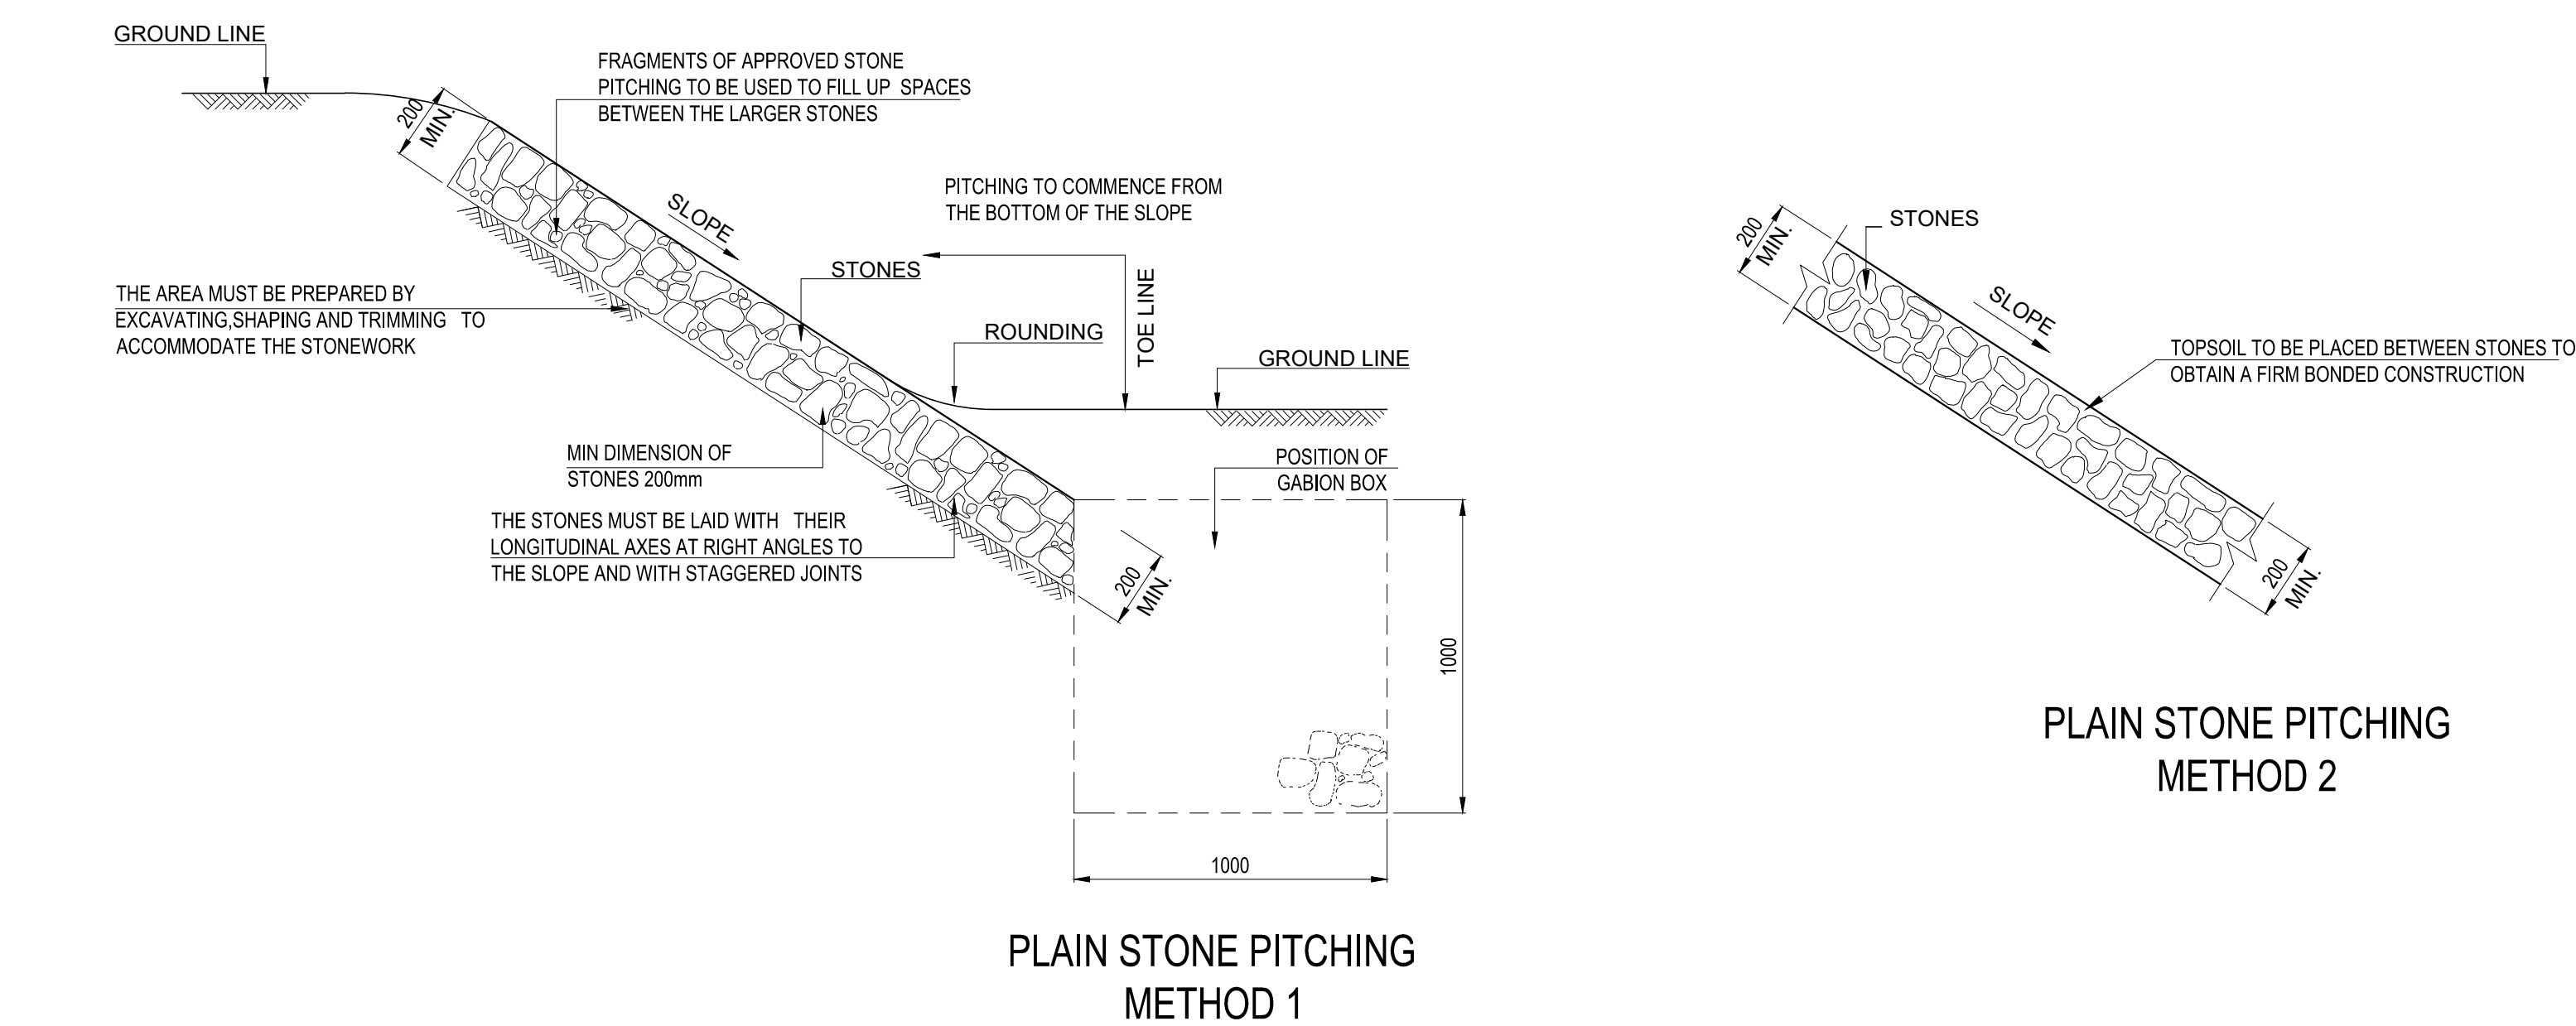 GROUND LINE
FRAGMENTS OF APPROVED STONE
PITCHING TO BE USED TO FILL UP SPACES
BETWEEN THE LARGER STONES
200
MIN.
SLOPE
PITCHING TO COMMENCE FROM
THE BOTTOM OF THE SLOPE
STONES
TOE LINE
ROUNDING
GROUND LINE
THE AREA MUST BE PREPARED BY
EXCAVATING,SHAPING AND TRIMMING TO
ACCOMMODATE THE STONEWORK
MIN DIMENSION OF
STONES 200mm
POSITION OF
GABION BOX
THE STONES MUST BE LAID WITH THEIR
LONGITUDINAL AXES AT RIGHT ANGLES TO
THE SLOPE AND WITH STAGGERED JOINTS
200
MIN.
1000
1000
PLAIN STONE PITCHING
METHOD 1
200
MIN.
STONES
SLOPE
TOPSOIL TO BE PLACED BETWEEN STONES TO
OBTAIN A FIRM BONDED CONSTRUCTION
200
MIN.
PLAIN STONE PITCHING
METHOD 2